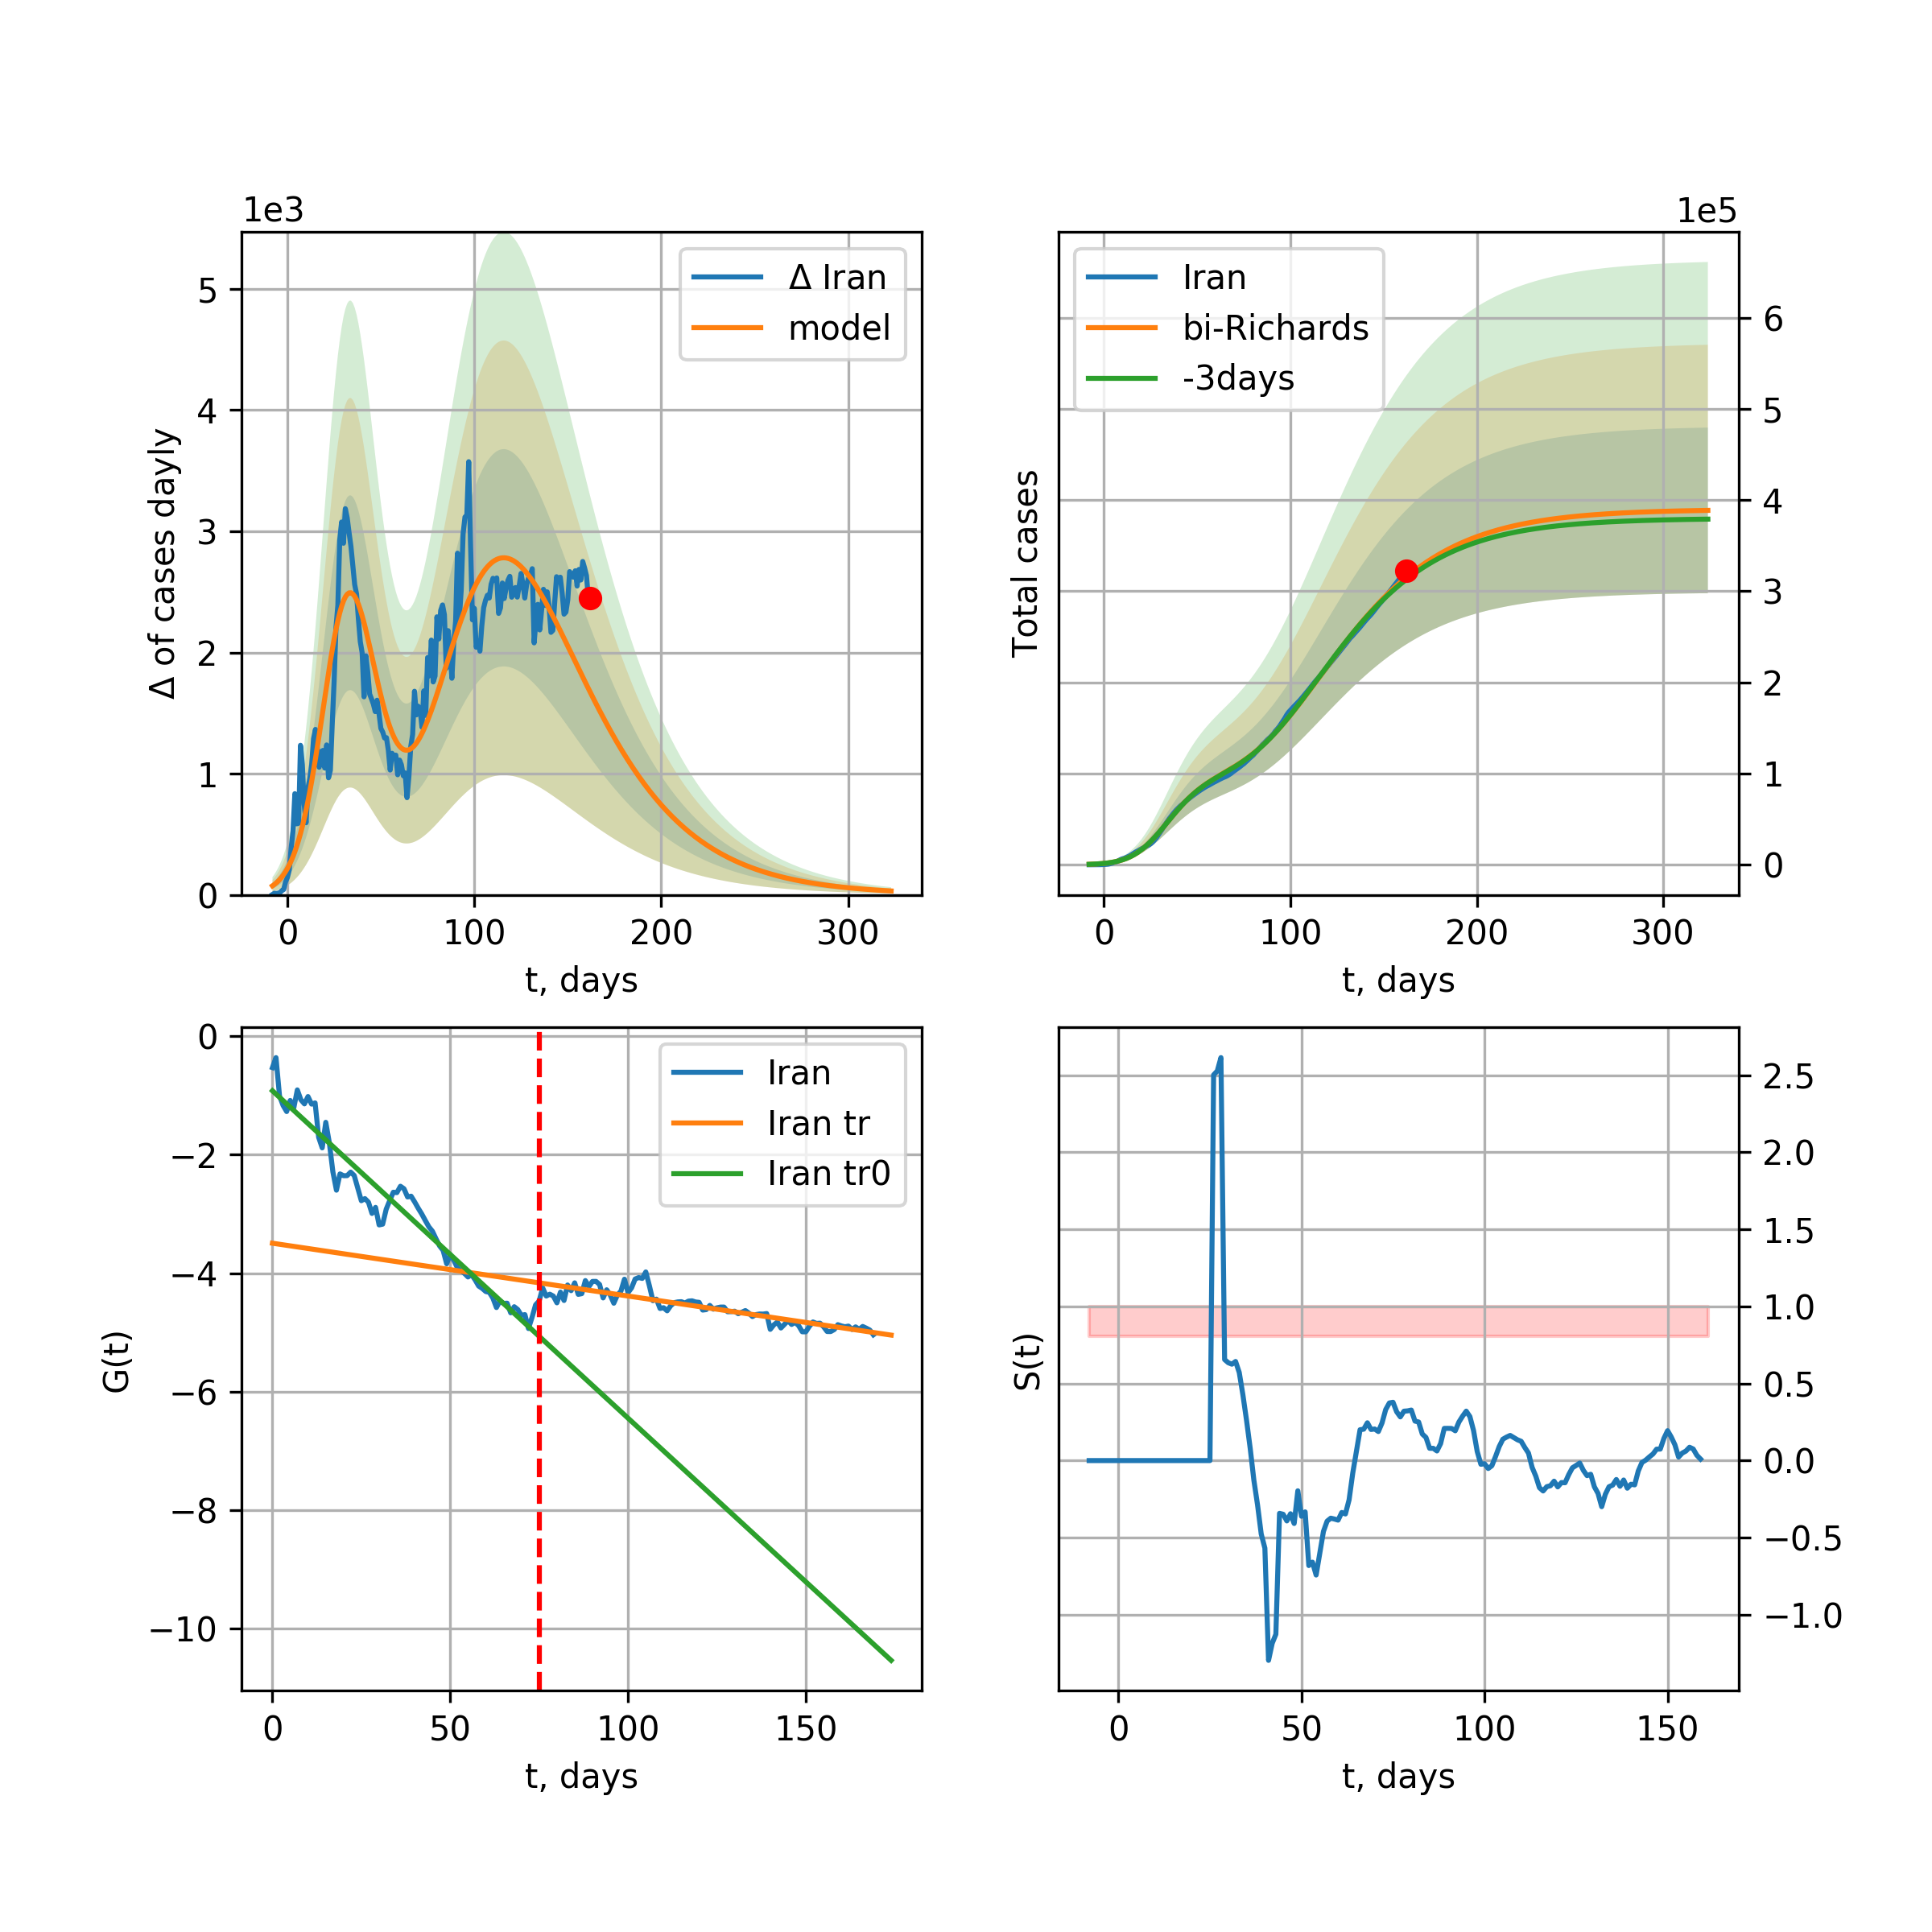 1e3
Δ of cases dayly
5
4
3
2
1
0
Δ Iran
model
0 100 200 300
t, days
1e5
Total cases
Iran
bi-Richards
-3days
6
5
4
3
2
1
0
0 100 200 300
t, days
G(t)
0
−2
−4
−6
−8
−10
Iran
Iran tr
Iran tr0
0 50 100 150
t, days
S(t)
2.5
2.0
1.5
1.0
0.5
0.0
−0.5
−1.0
0 50 100 150
t, days